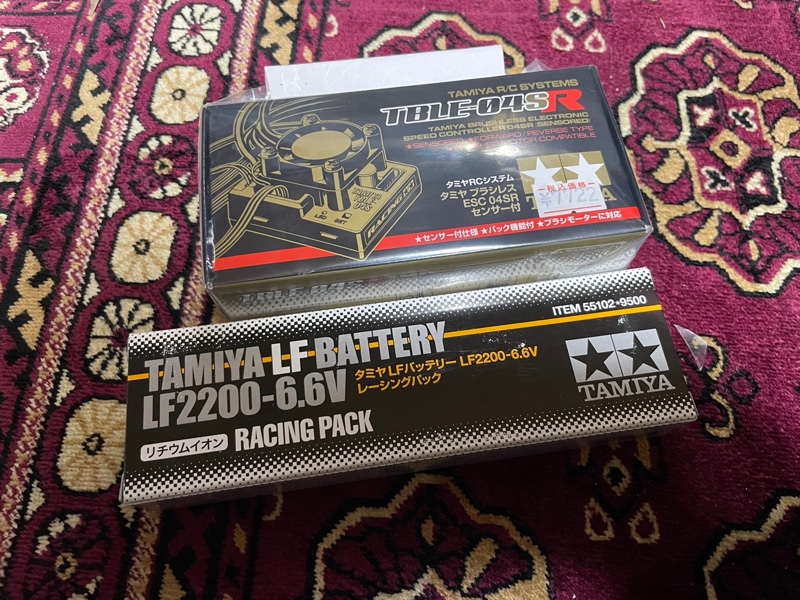 TAMIYA R/C SYSTEMS
TBLE-04SR
TAMIYA BRUSHLESS ELECTRONIC
SPEED CONTROLLER 04SR (SENSORED)
タミヤRCシステム
タミヤ ブラシレス
ESC 04SR
センサー付
RACING
税込価格
★センサー付仕様 ★バック機能付 ★ブラシモーターに対応
ITEM 55102・9500
TAMIYA LF BATTERY
LF2200-6.6V
タミヤ LFバッテリー LF2200-6.6V
レーシングパック
リチウムイオン RACING PACK
TAMIYA